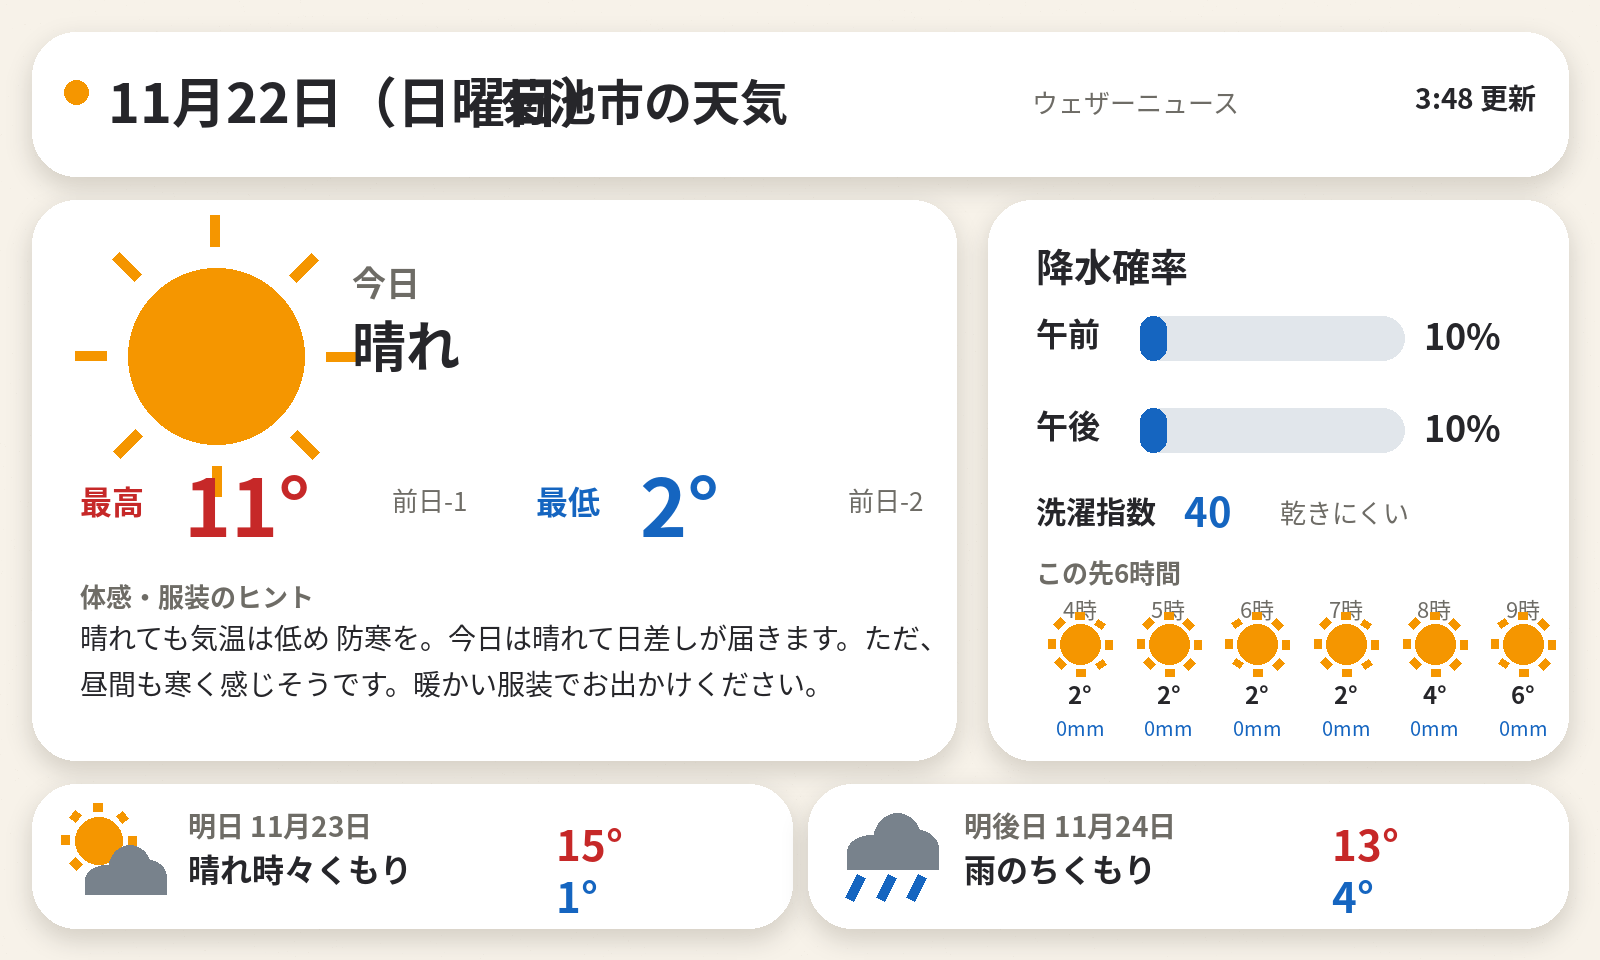 11月22日（日曜日）
菊池市の天気
ウェザーニュース
3:48 更新
今日
晴れ
最高 11° 前日-1 最低 2° 前日-2
体感・服装のヒント
晴れても気温は低め 防寒を。今日は晴れて日差しが届きます。ただ、
昼間も寒く感じそうです。暖かい服装でお出かけください。
降水確率
午前 10%
午後 10%
洗濯指数 40 乾きにくい
この先6時間
4時 5時 6時 7時 8時 9時
2° 2° 2° 2° 4° 6°
0mm 0mm 0mm 0mm 0mm 0mm
明日 11月23日
晴れ時々くもり
15°
1°
明後日 11月24日
雨のちくもり
13°
4°